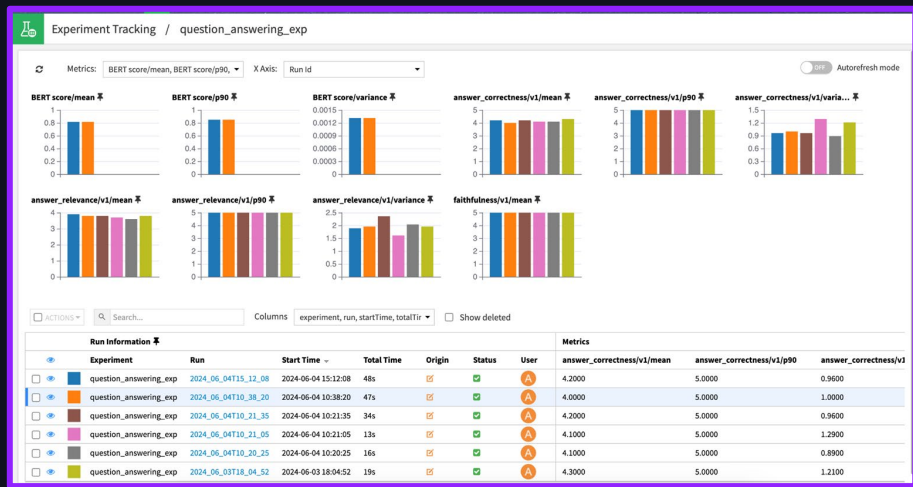 Experiment Tracking / question_answering_exp
Metrics: BERT score/mean, BERT score/p90, X Axis: Run Id OFF Autorefresh mode
BERT score/mean BERT score/p90 BERT score/variance answer_correctness/v1/mean answer_correctness/v1/p90 answer_correctness/v1/varia...
1 1 0.0015 5 5 1.5
0.8 0.8 0.0012 4 4 1.2
0.6 0.6 0.0009 3 3 0.9
0.4 0.4 0.0006 2 2 0.6
0.2 0.2 0.0003 1 1 0.3
0 0 0 0 0 0
answer_relevance/v1/mean answer_relevance/v1/p90 answer_relevance/v1/variance faithfulness/v1/mean
4 5 2.5 5
3 4 2 4
2 3 1.5 3
1 2 1 2
0 1 0.5 1
0 0 0
ACTIONS Search... Columns experiment, run, startTime, totalTir Show deleted
Run Information Metrics
Experiment Run Start Time Total Time Origin Status User answer_correctness/v1/mean answer_correctness/v1/p90 answer_correctness/v1
question_answering_exp 2024_06_04T15_12_08 2024-06-04 15:12:08 48s A 4.2000 5.0000 0.9600
question_answering_exp 2024_06_04T10_38_20 2024-06-04 10:38:20 47s A 4.0000 5.0000 1.0000
question_answering_exp 2024_06_04T10_21_35 2024-06-04 10:21:35 34s A 4.2000 5.0000 0.9600
question_answering_exp 2024_06_04T10_21_05 2024-06-04 10:21:05 13s A 4.1000 5.0000 1.2900
question_answering_exp 2024_06_04T10_20_25 2024-06-04 10:20:25 16s A 4.1000 5.0000 0.8900
question_answering_exp 2024_06_03T18_04_52 2024-06-03 18:04:52 19s A 4.3000 5.0000 1.2100